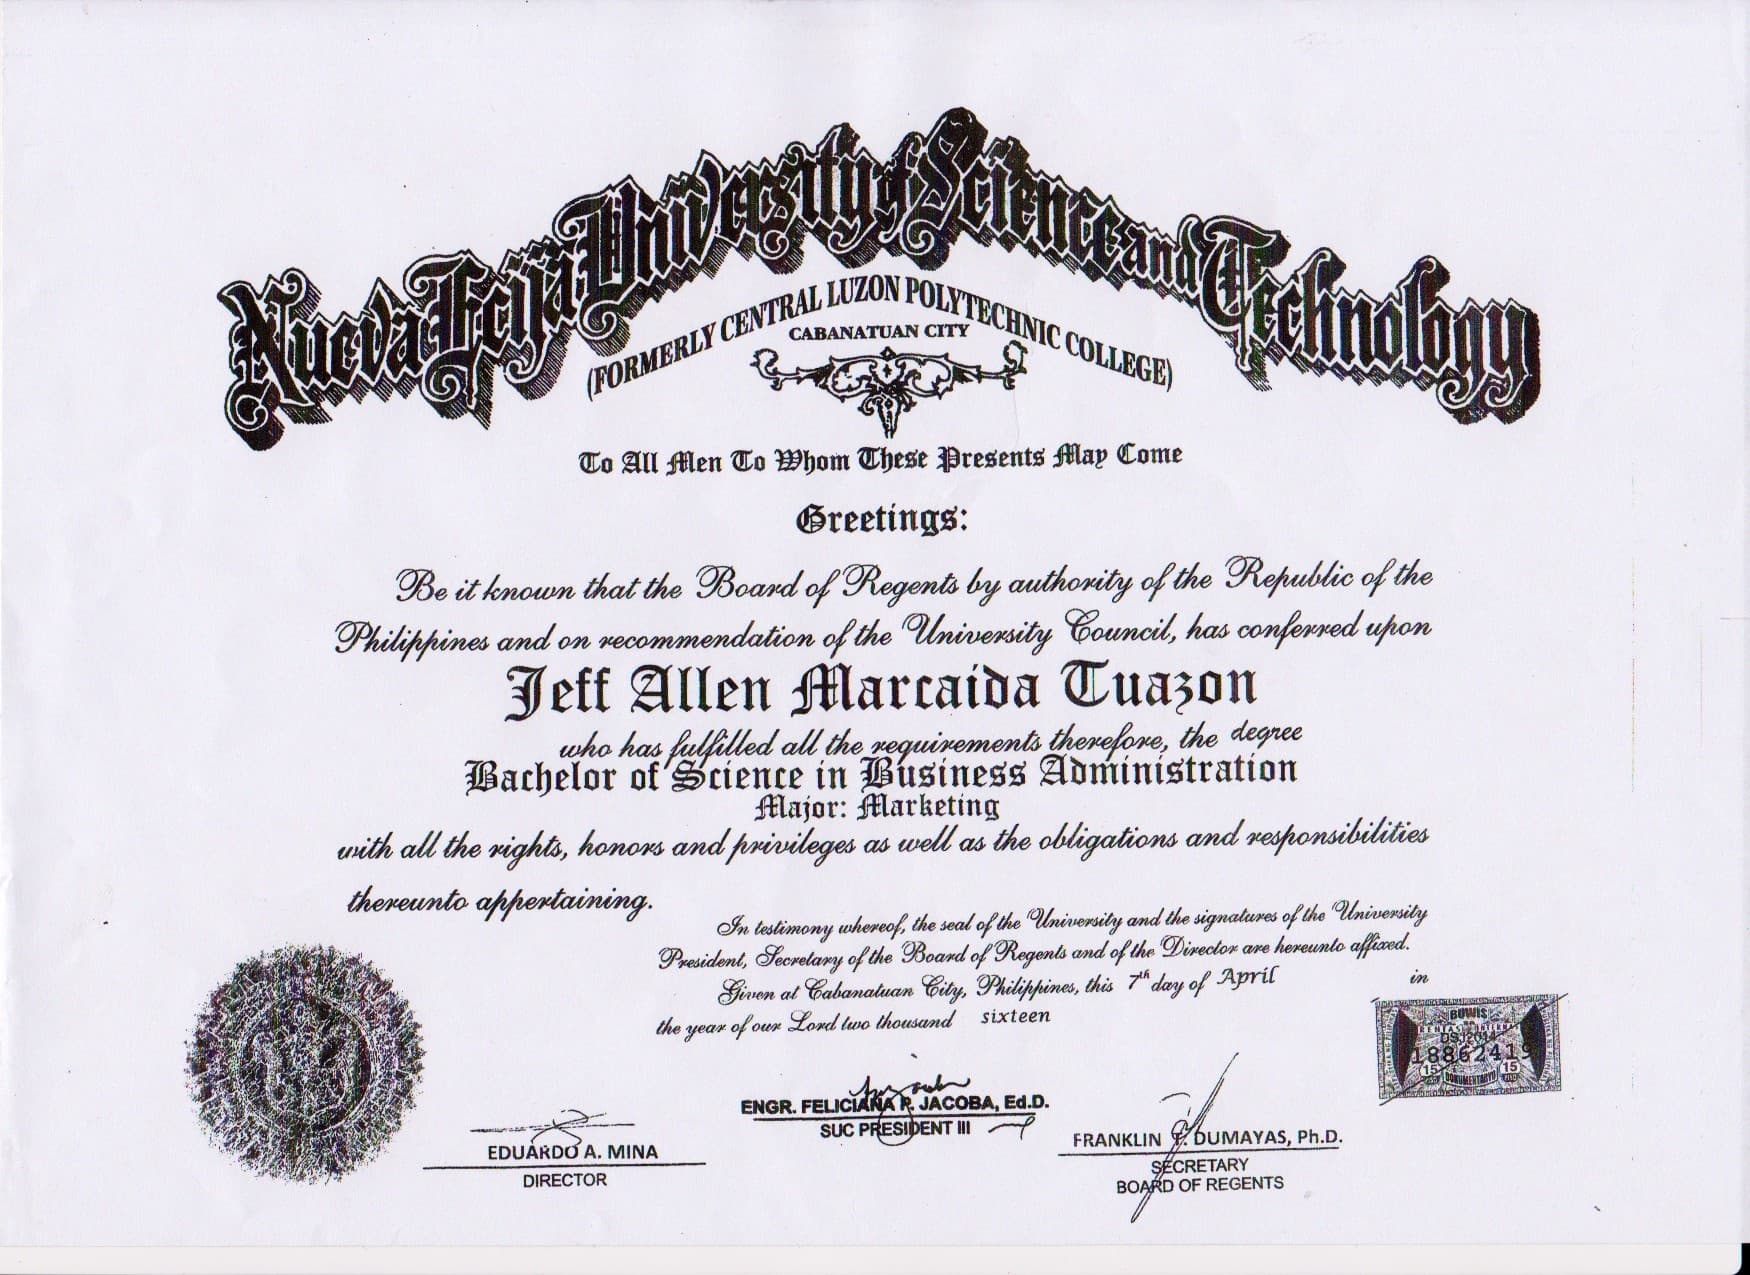 Nueva Ecija University of Science and Technology
(FORMERLY CENTRAL LUZON POLYTECHNIC COLLEGE)
CABANATUAN CITY
To All Men To Whom These Presents May Come
Greetings:
Be it known that the Board of Regents by authority of the Republic of the
Philippines and on recommendation of the University Council, has conferred upon
Jeff Allen Marcaida Tuazon
who has fulfilled all the requirements therefore, the degree
Bachelor of Science in Business Administration
Major: Marketing
with all the rights, honors and privileges as well as the obligations and responsibilities
thereunto appertaining.
In testimony whereof, the seal of the University and the signatures of the University
President, Secretary of the Board of Regents and of the Director are hereunto affixed.
Given at Cabanatuan City, Philippines, this 7th day of April in
the year of our Lord two thousand sixteen
BUWIS
18862419
15 DOKUMENTARYO 15
ENGR. FELICIANA P. JACOBA, Ed.D.
SUC PRESIDENT III
EDUARDO A. MINA
DIRECTOR
FRANKLIN T. DUMAYAS, Ph.D.
SECRETARY
BOARD OF REGENTS